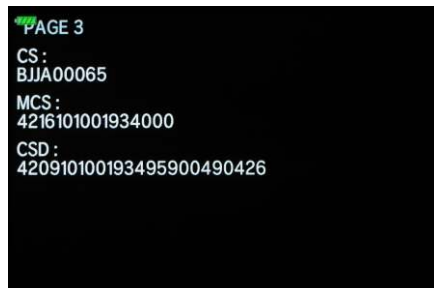 PAGE 3
CS :
BJJA00065
MCS :
4216101001934000
CSD :
420910100193495900490426